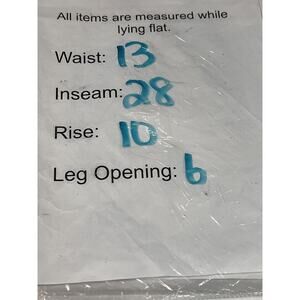 All items are measured while
lying flat.
Waist: 13
Inseam: 28
Rise: 10
Leg Opening: 6